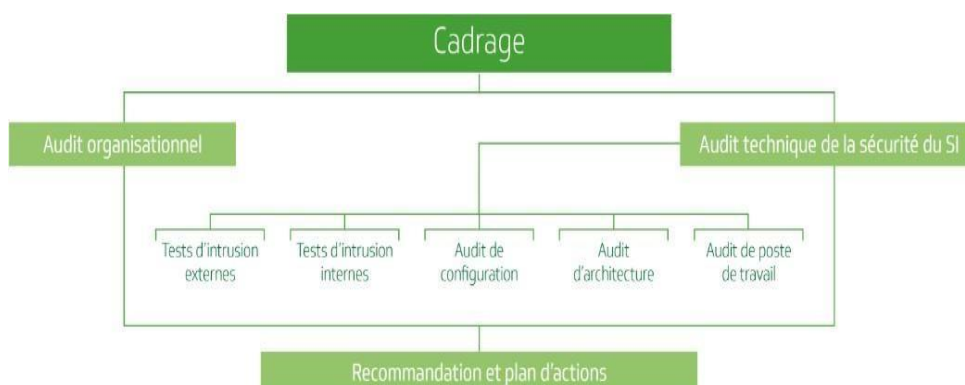 Cadrage
Audit organisationnel
Audit technique de la sécurité du SI
Tests d'intrusion
externes
Tests d'intrusion
internes
Audit de
configuration
Audit
d'architecture
Audit de poste
de travail
Recommandation et plan d'actions